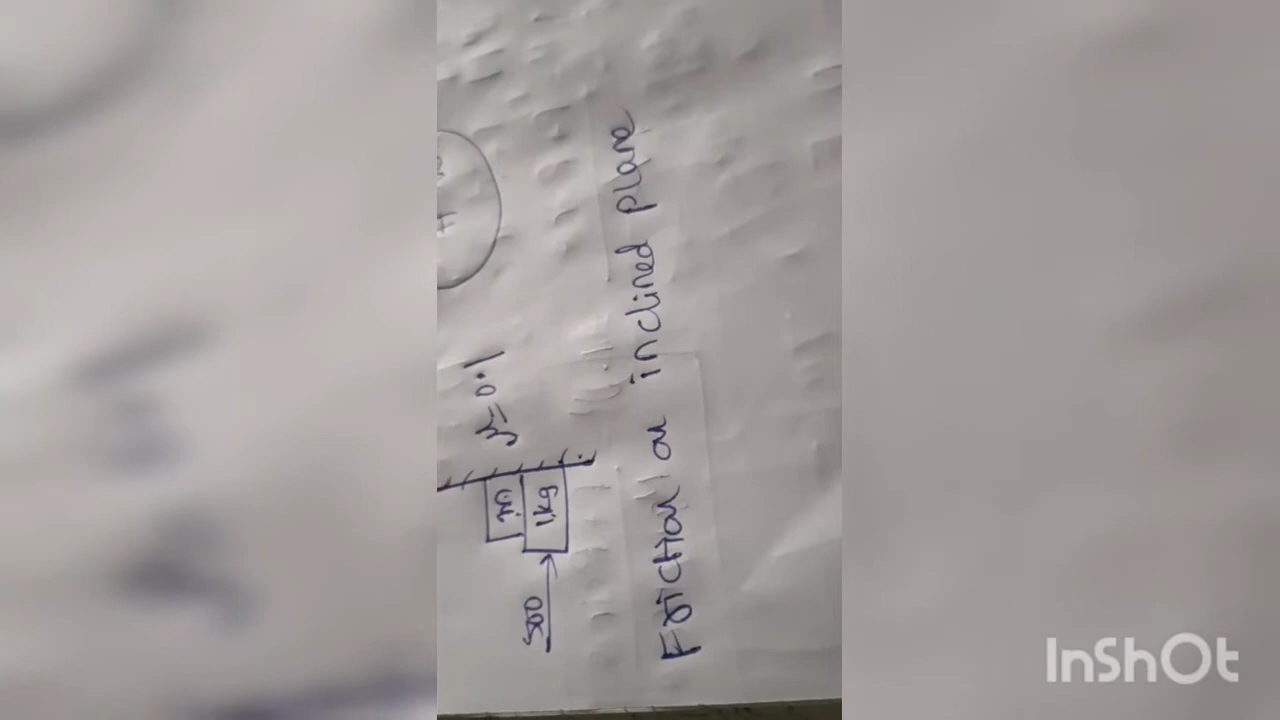 μ=0.1
m
1kg
500
Friction on inclined plane
InShOt